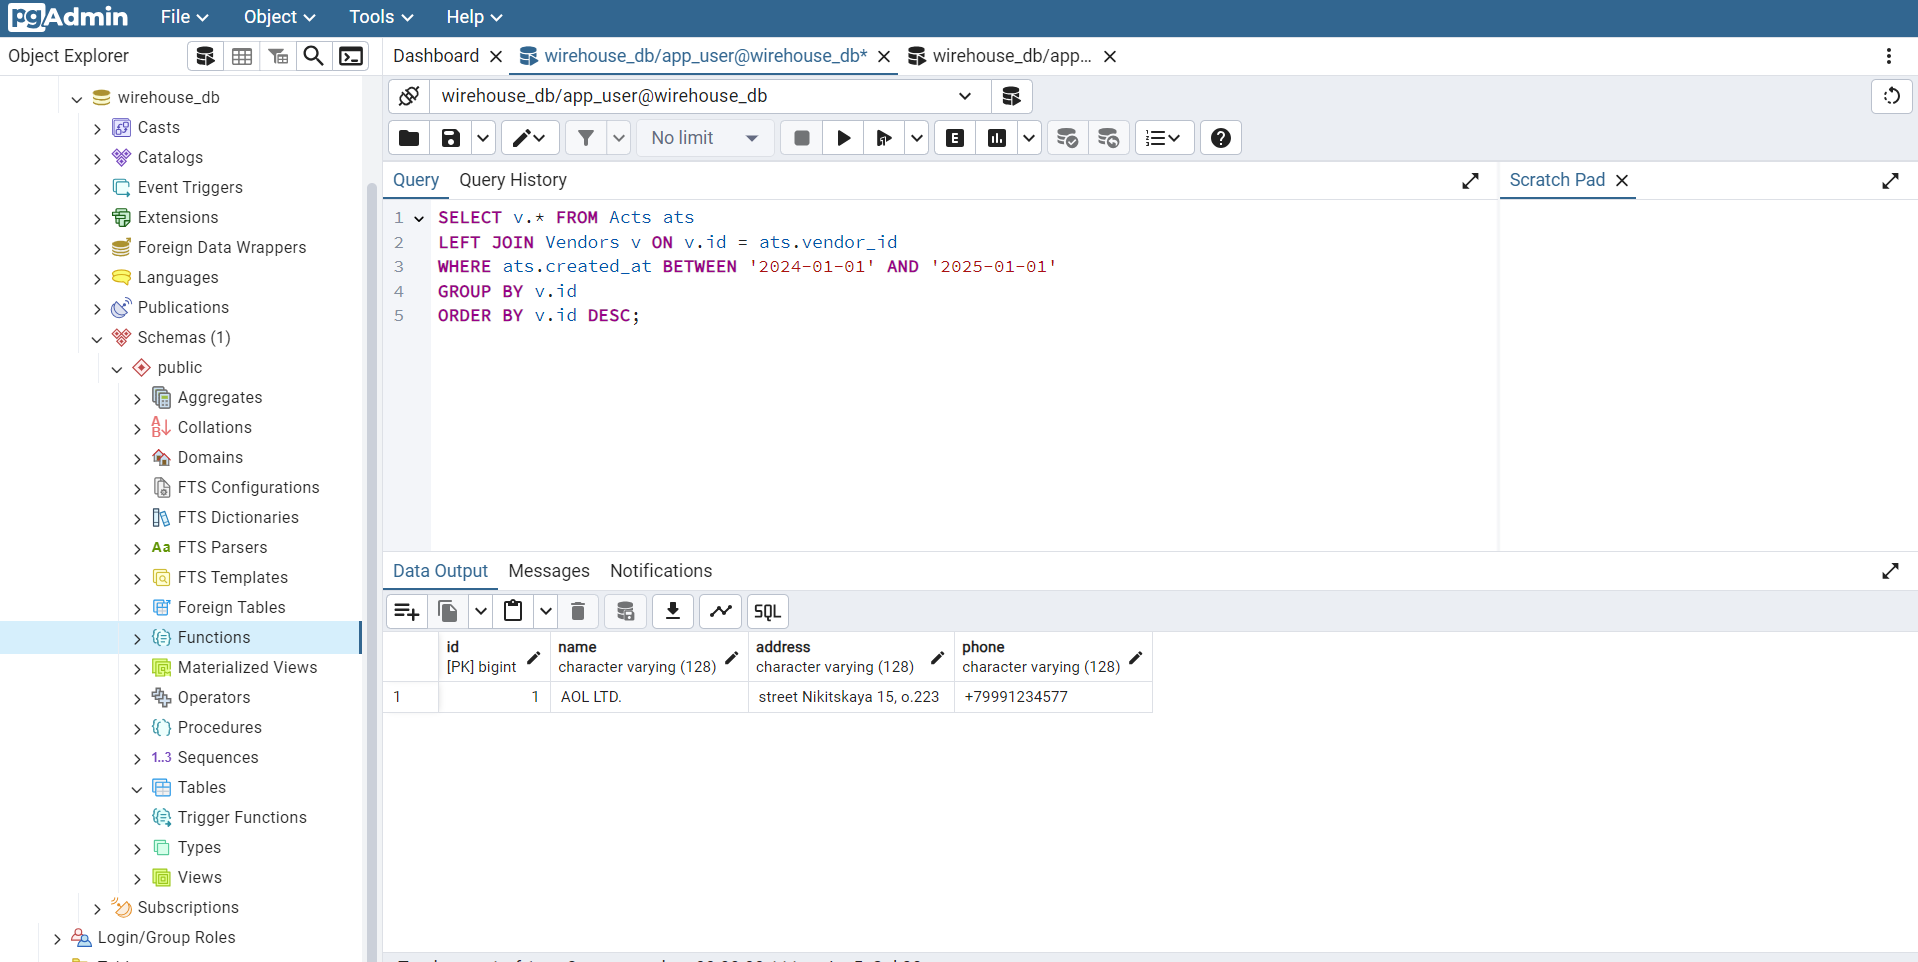 pgAdmin File Object Tools Help
Object Explorer
Dashboard wirehouse_db/app_user@wirehouse_db* wirehouse_db/app...
wirehouse_db
Casts
Catalogs
Event Triggers
Extensions
Foreign Data Wrappers
Languages
Publications
Schemas (1)
public
Aggregates
Collations
Domains
FTS Configurations
FTS Dictionaries
Aa FTS Parsers
FTS Templates
Foreign Tables
Functions
Materialized Views
Operators
Procedures
1..3 Sequences
Tables
Trigger Functions
Types
Views
Subscriptions
Login/Group Roles
wirehouse_db/app_user@wirehouse_db
No limit E
Query Query History
Scratch Pad
1 SELECT v.* FROM Acts ats
2 LEFT JOIN Vendors v ON v.id = ats.vendor_id
3 WHERE ats.created_at BETWEEN '2024-01-01' AND '2025-01-01'
4 GROUP BY v.id
5 ORDER BY v.id DESC;
Data Output Messages Notifications
SQL
id name address phone
[PK] bigint character varying (128) character varying (128) character varying (128)
1 1 AOL LTD. street Nikitskaya 15, o.223 +79991234577